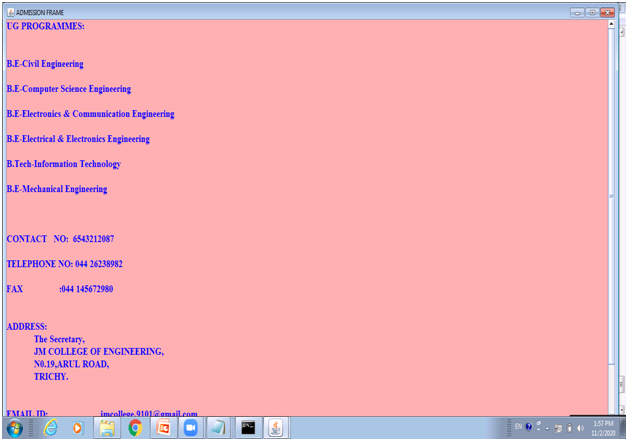 ADMISSION FRAME
UG PROGRAMMES:
B.E-Civil Engineering
B.E-Computer Science Engineering
B.E-Electronics & Communication Engineering
B.E-Electrical & Electronics Engineering
B.Tech-Information Technology
B.E-Mechanical Engineering
CONTACT NO: 6543212087
TELEPHONE NO: 044 26238982
FAX :044 145672980
ADDRESS:
The Secretary,
JM COLLEGE OF ENGINEERING,
N0.19,ARUL ROAD,
TRICHY.
EMAIL ID: jmcollege.9101@gmail.com
EN
1:57 PM
11/2/2020